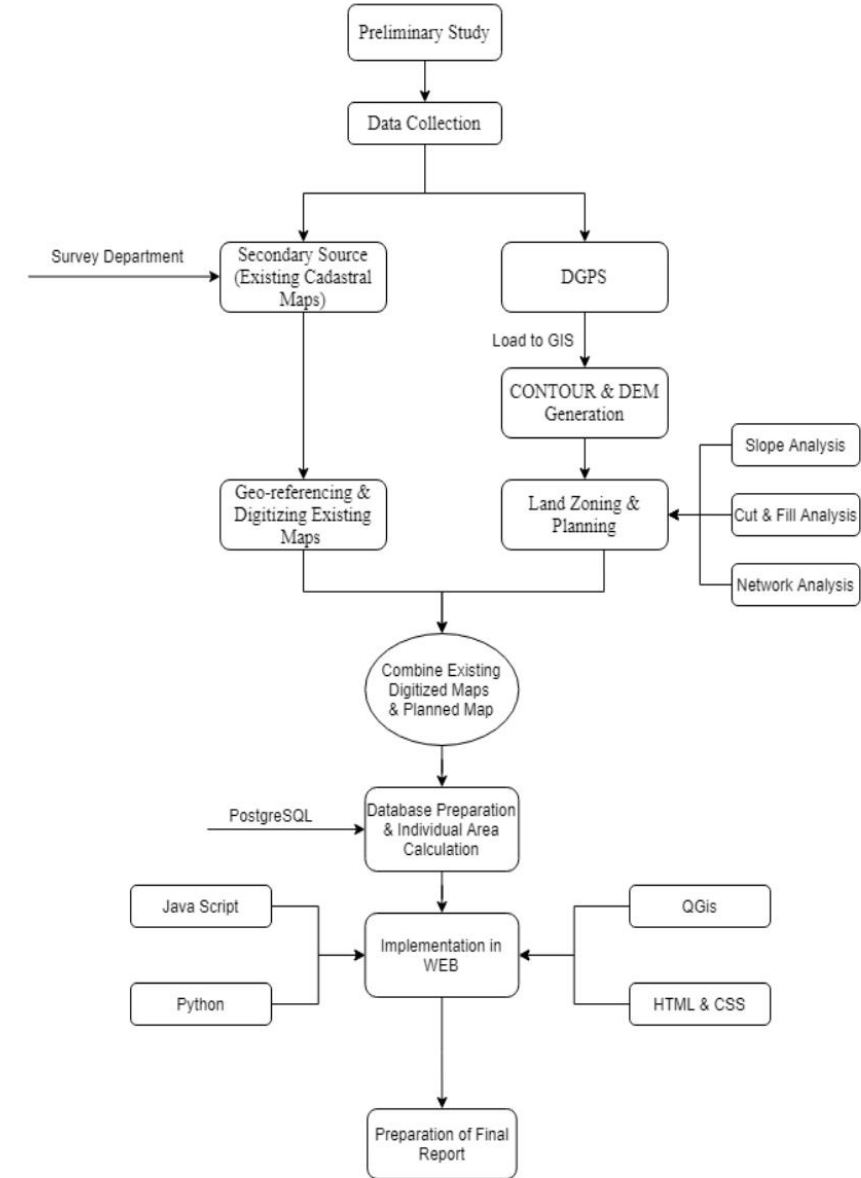 Preliminary Study
Data Collection
Survey Department
Secondary Source
(Existing Cadastral
Maps)
DGPS
Load to GIS
CONTOUR & DEM
Generation
Slope Analysis
Geo-referencing &
Digitizing Existing
Maps
Land Zoning &
Planning
Cut & Fill Analysis
Network Analysis
Combine Existing
Digitized Maps
& Planned Map
PostgreSQL
Database Preparation
& Individual Area
Calculation
Java Script
QGis
Implementation in
WEB
Python
HTML & CSS
Preparation of Final
Report